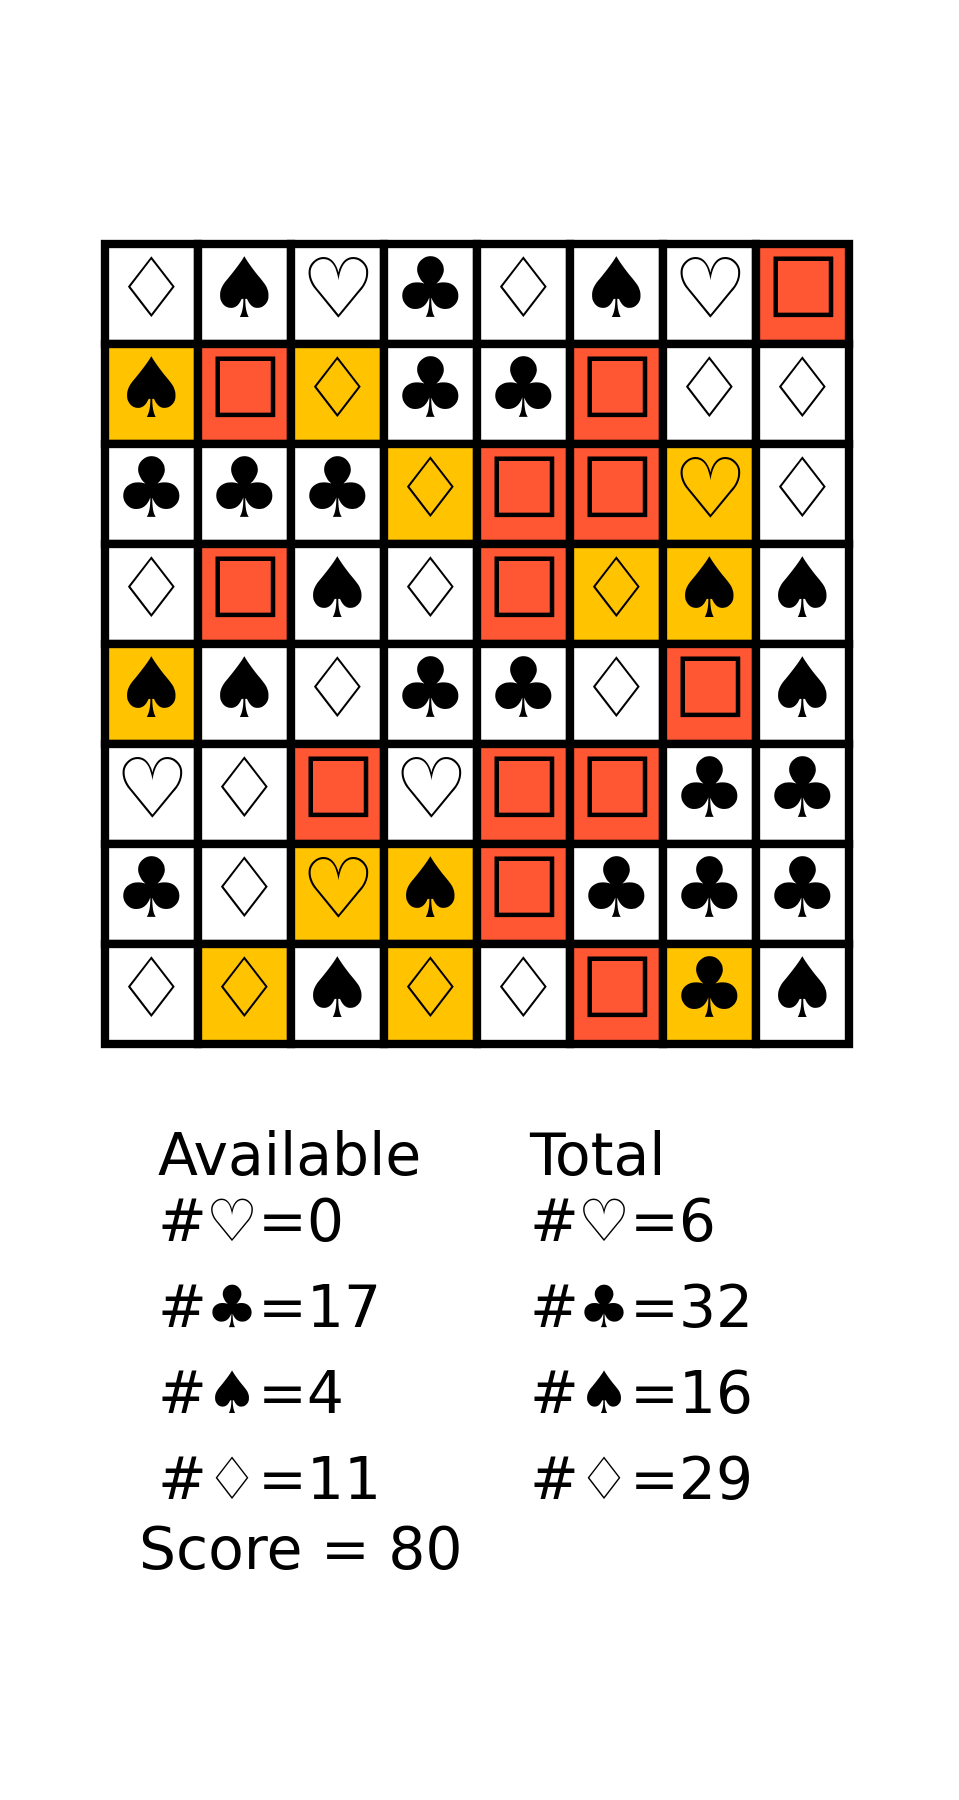 ♢ ♠ ♡ ♣ ♢ ♠ ♡ □
♠ □ ♢ ♣ ♣ □ ♢ ♢
♣ ♣ ♣ ♢ □ □ ♡ ♢
♢ □ ♠ ♢ □ ♢ ♠ ♠
♠ ♠ ♢ ♣ ♣ ♢ □ ♠
♡ ♢ □ ♡ □ □ ♣ ♣
♣ ♢ ♡ ♠ □ ♣ ♣ ♣
♢ ♢ ♠ ♢ ♢ □ ♣ ♠
Available Total
#♡=0 #♡=6
#♣=17 #♣=32
#♠=4 #♠=16
#♢=11 #♢=29
Score = 80